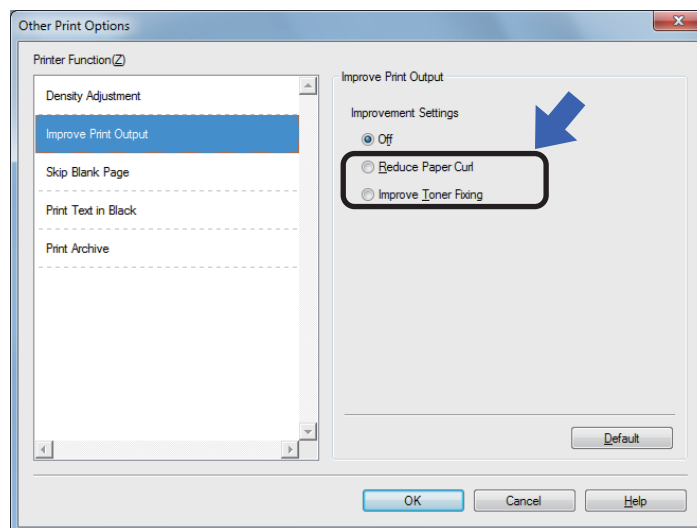 Other Print Options
X
Printer Function(Z)
Density Adjustment
Improve Print Output
Skip Blank Page
Print Text in Black
Print Archive
Improve Print Output
Improvement Settings
Off
Reduce Paper Curl
Improve Toner Fixing
Default
OK Cancel Help